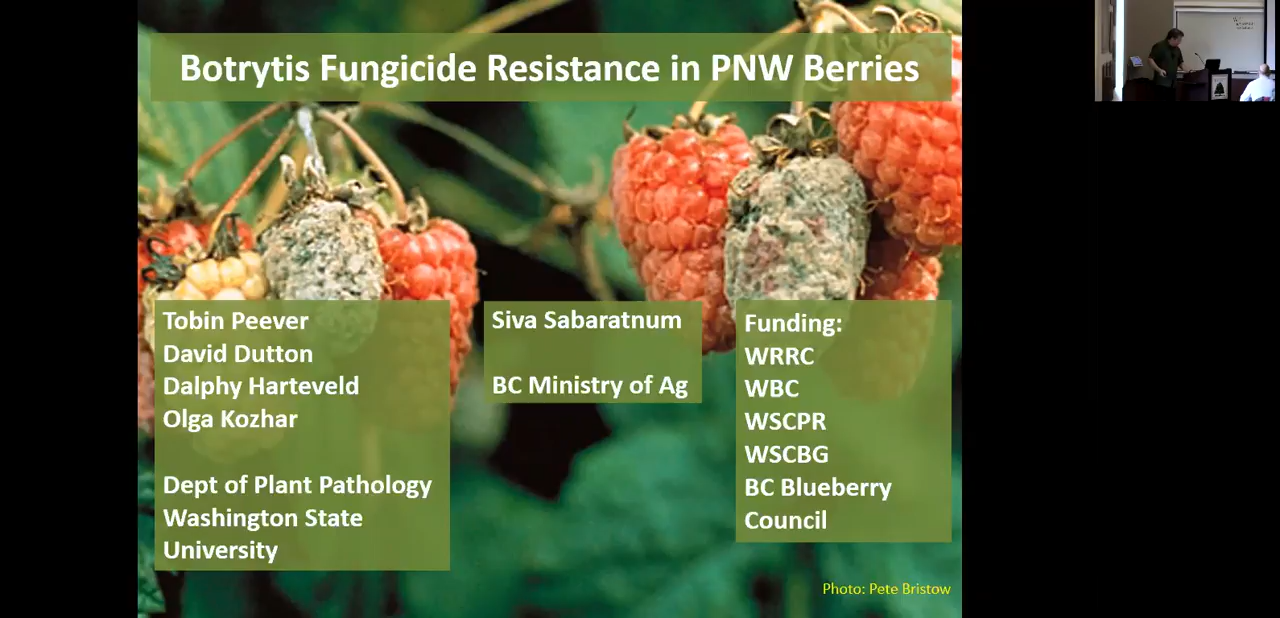 Botrytis Fungicide Resistance in PNW Berries
Tobin Peever
David Dutton
Dalphy Harteveld
Olga Kozhar
Dept of Plant Pathology
Washington State
University
Siva Sabaratnum
BC Ministry of Ag
Funding:
WRRC
WBC
WSCPR
WSCBG
BC Blueberry
Council
Photo: Pete Bristow